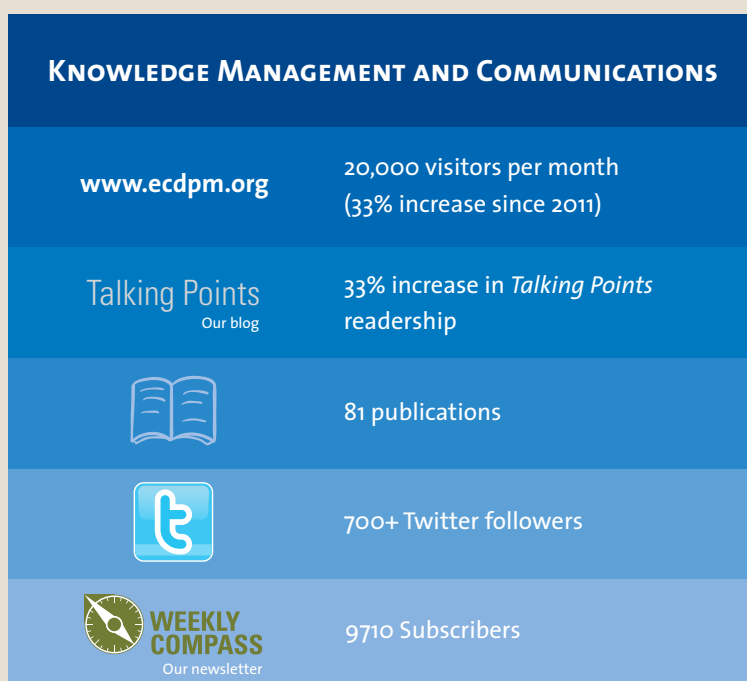 Knowledge Management and Communications
www.ecdpm.org
20,000 visitors per month
(33% increase since 2011)
Talking Points
Our blog
33% increase in Talking Points
readership
81 publications
t
700+ Twitter followers
WEEKLY
COMPASS
Our newsletter
9710 Subscribers